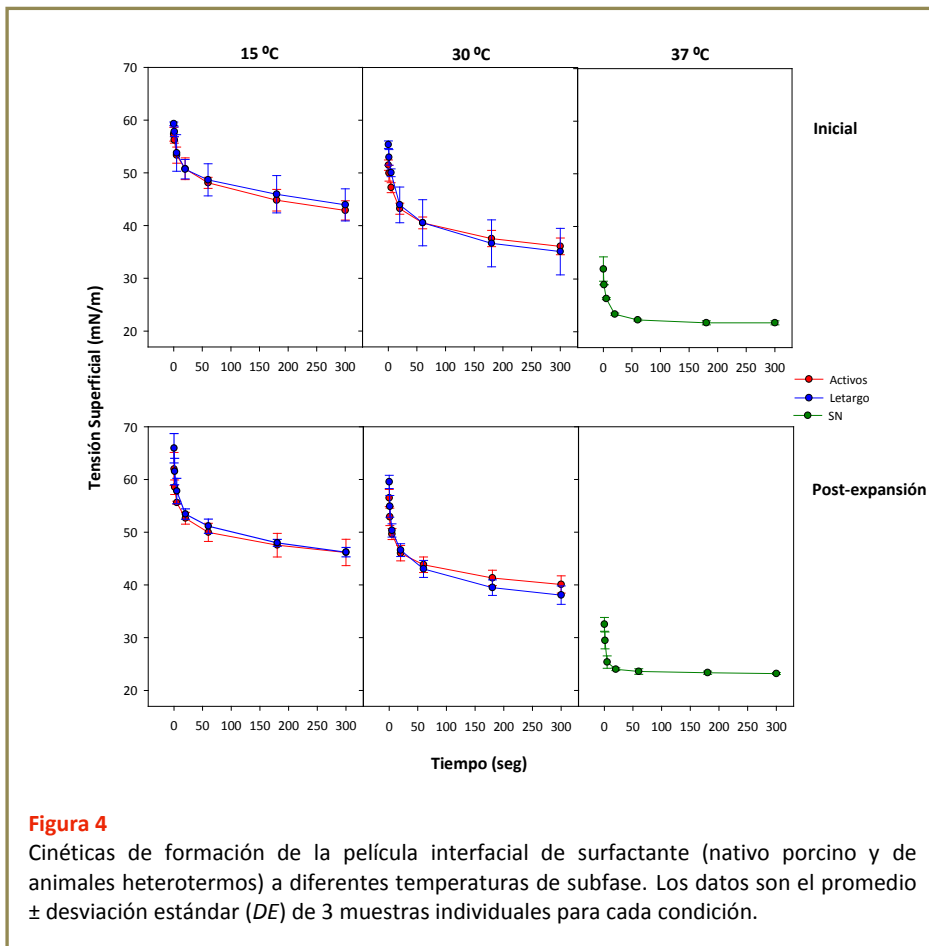 15 ⁰C 30 ⁰C 37 ⁰C
70
60
50
40
30
20
Inicial
0 50 100 150 200 250 300 0 50 100 150 200 250 300 0 50 100 150 200 250 300
Tensión Superficial (mN/m)
Activos
Letargo
SN
70
60
50
40
30
20
Post-expansión
0 50 100 150 200 250 300 0 50 100 150 200 250 300 0 50 100 150 200 250 300
Tiempo (seg)
Figura 4
Cinéticas de formación de la película interfacial de surfactante (nativo porcino y de
animales heterotermos) a diferentes temperaturas de subfase. Los datos son el promedio
± desviación estándar (DE) de 3 muestras individuales para cada condición.